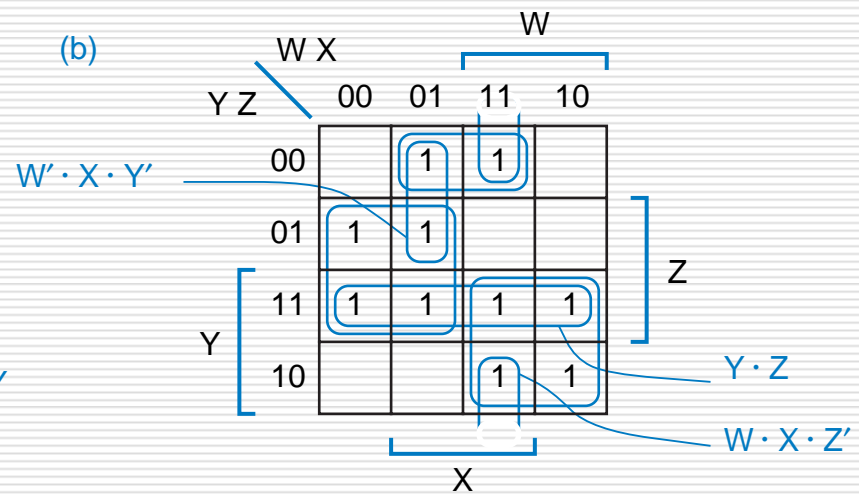 (b)
W
W X
Y Z
00 01 11 10
00 1 1
W′ · X · Y′
01 1 1
Z
11 1 1 1 1
Y
Y · Z
10 1 1
W · X · Z′
X